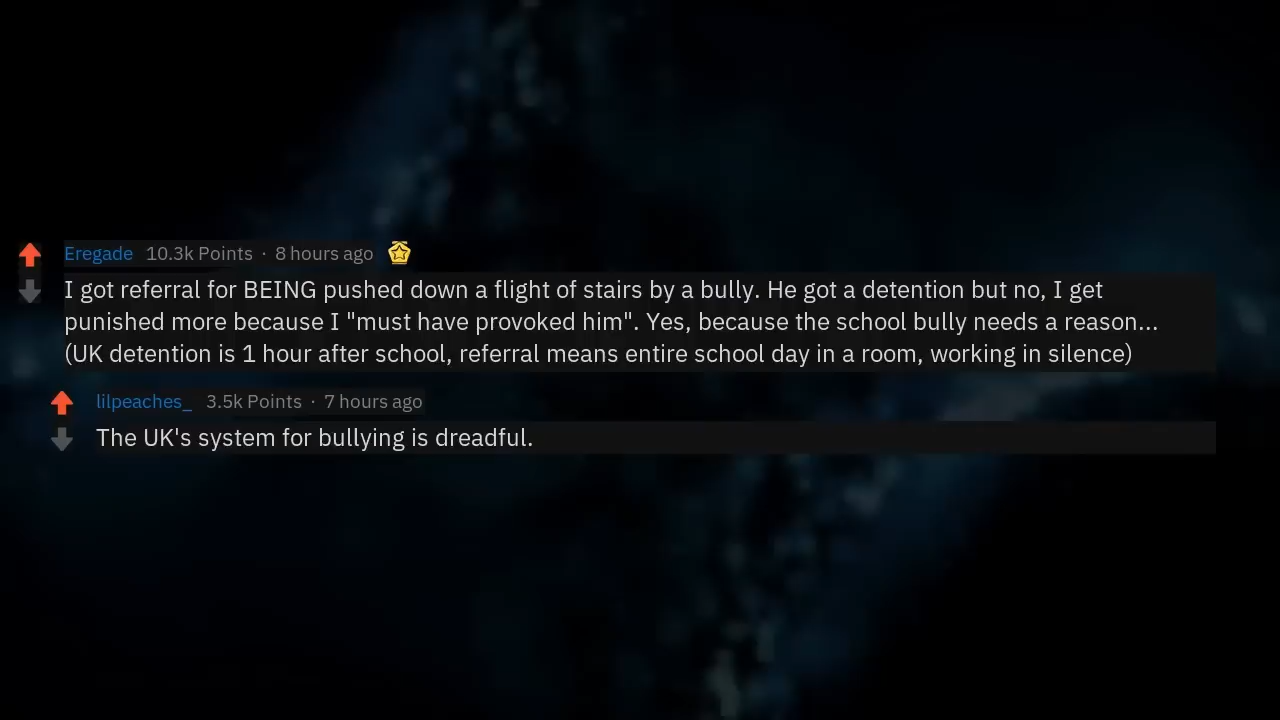 Eregade 10.3k Points · 8 hours ago
I got referral for BEING pushed down a flight of stairs by a bully. He got a detention but no, I get
punished more because I "must have provoked him". Yes, because the school bully needs a reason...
(UK detention is 1 hour after school, referral means entire school day in a room, working in silence)
lilpeaches_ 3.5k Points · 7 hours ago
The UK's system for bullying is dreadful.